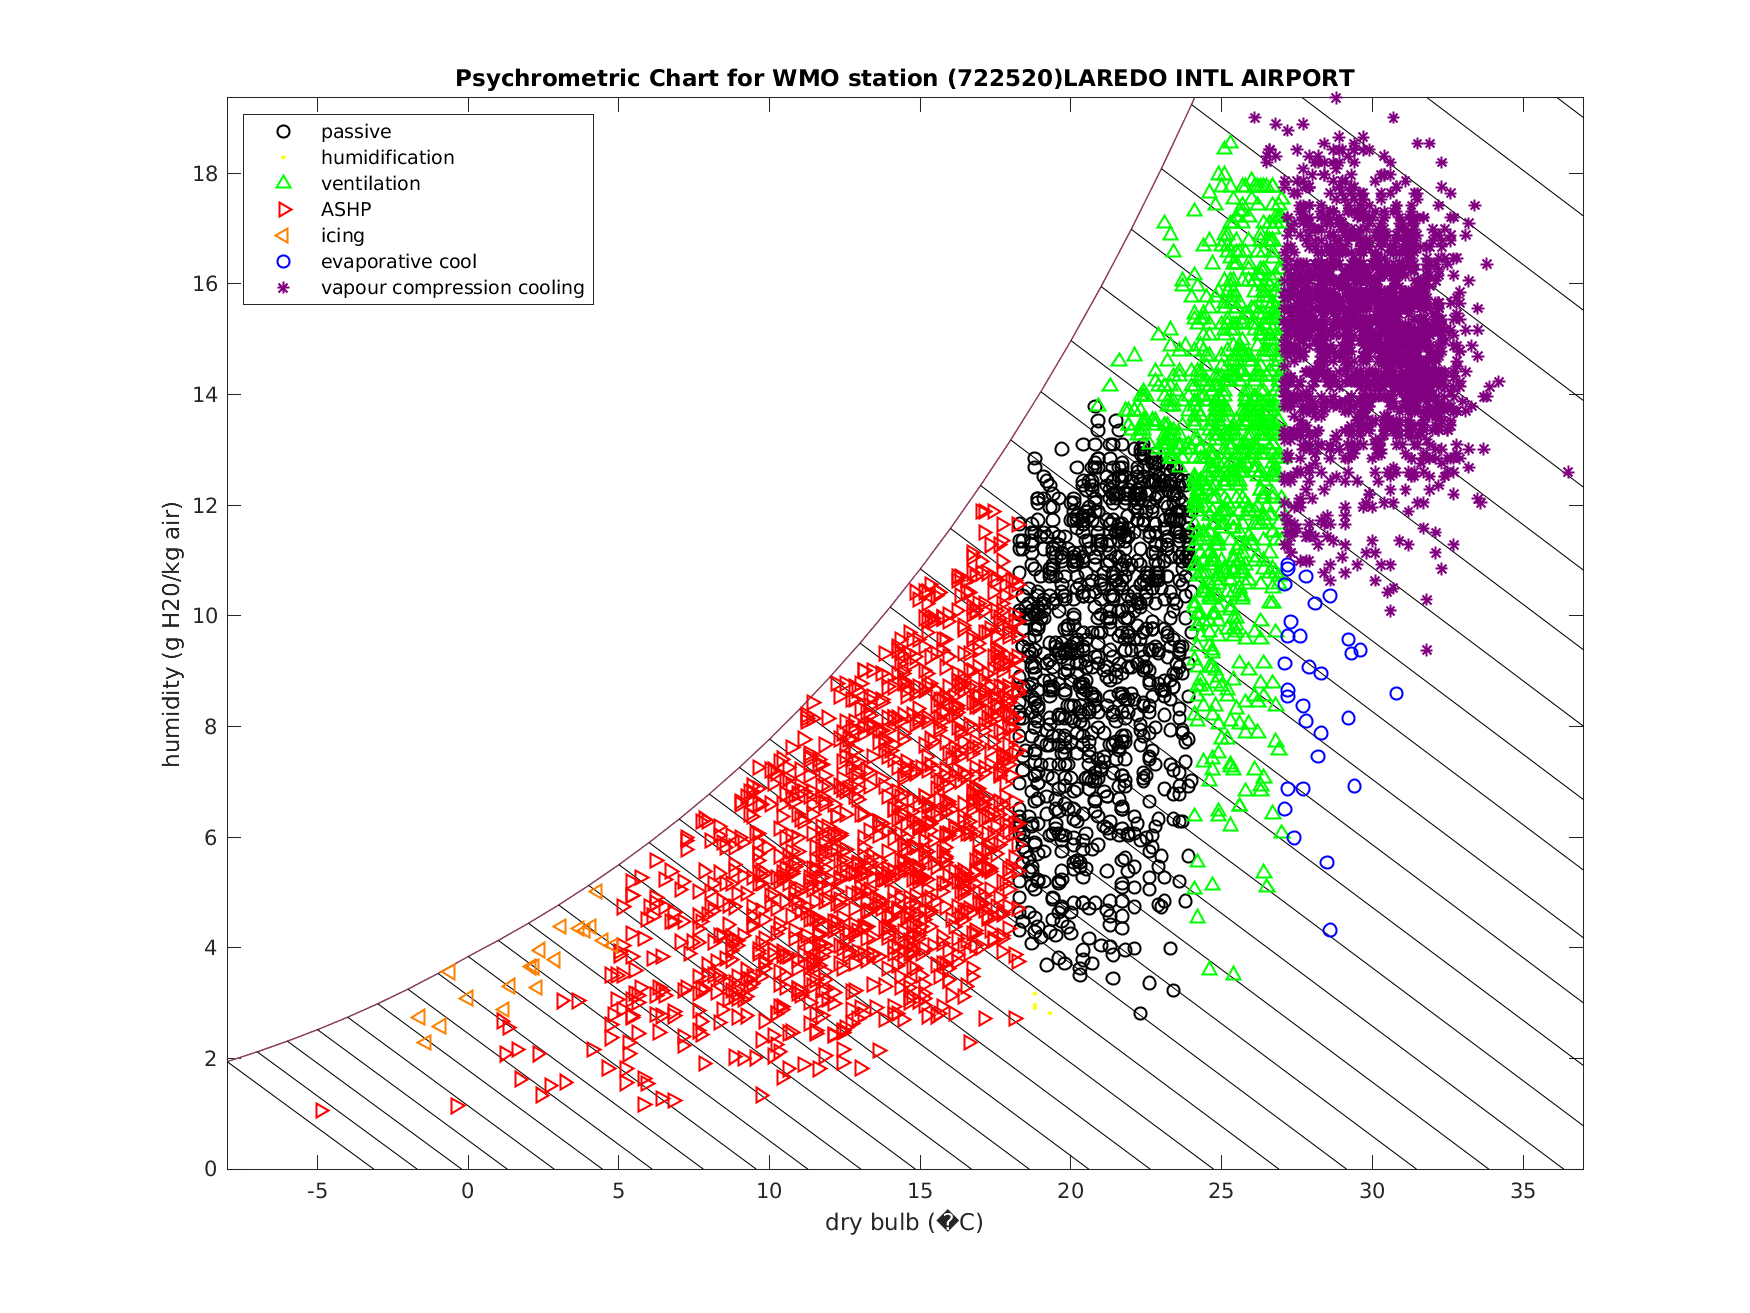 Psychrometric Chart for WMO station (722520)LAREDO INTL AIRPORT
passive
humidification
ventilation
ASHP
icing
evaporative cool
vapour compression cooling
humidity (g H20/kg air)
18
16
14
12
10
8
6
4
2
0
-5 0 5 10 15 20 25 30 35
dry bulb (�C)